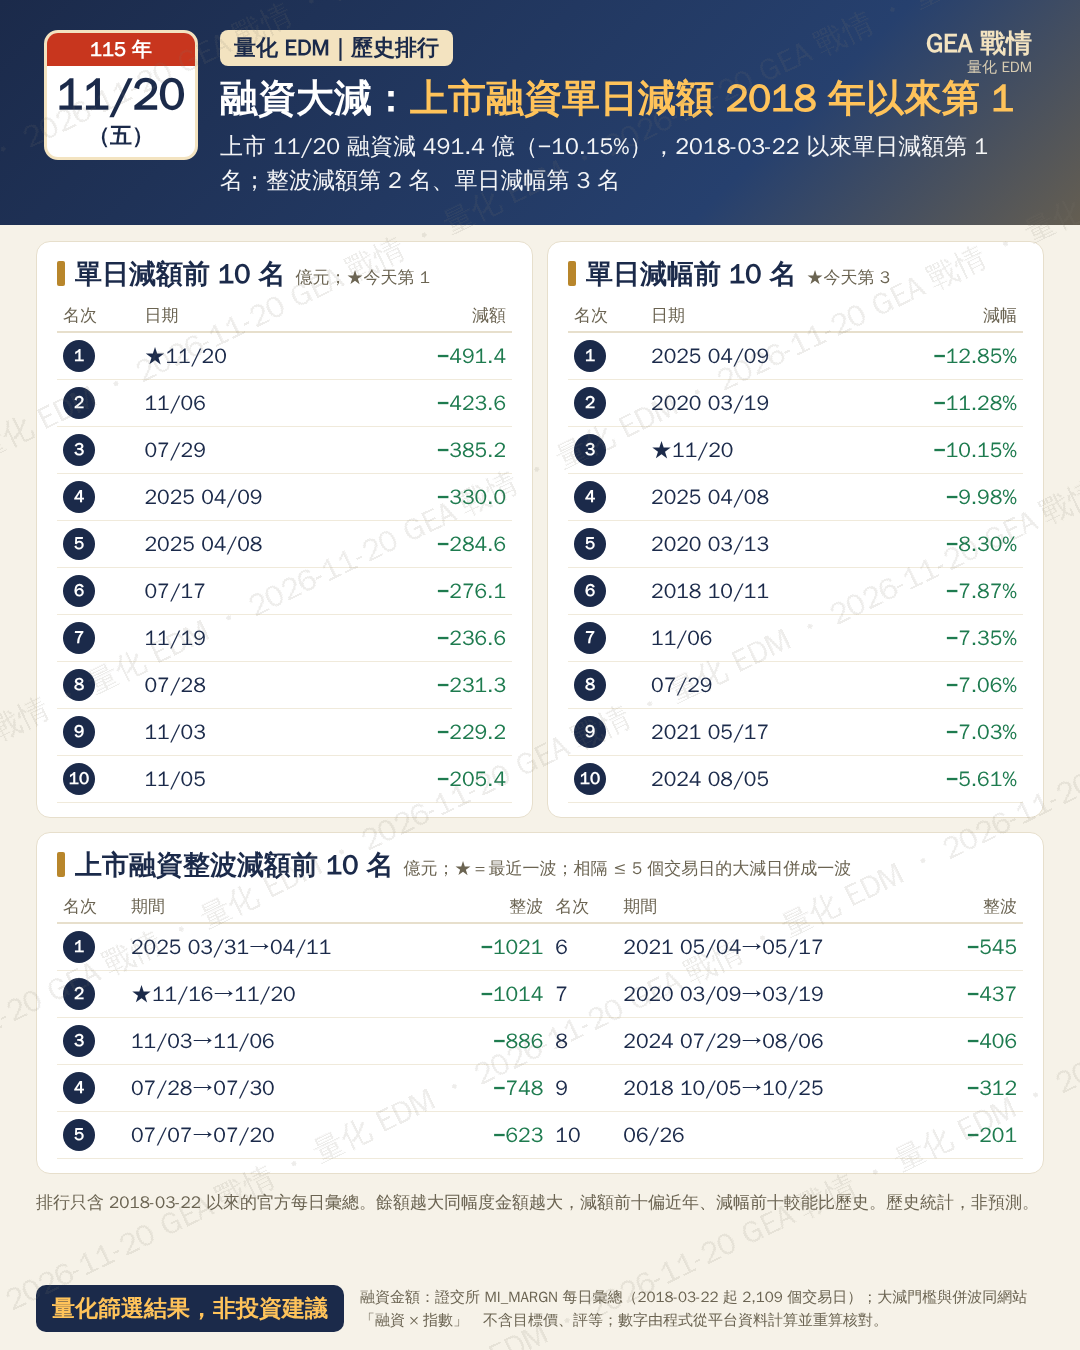 115 年
11/20
（五）
量化 EDM｜歷史排行
GEA 戰情
量化 EDM
融資大減：上市融資單日減額 2018 年以來第 1
上市 11/20 融資減 491.4 億（−10.15%），2018-03-22 以來單日減額第 1
名；整波減額第 2 名、單日減幅第 3 名
單日減額前 10 名 億元；★今天第 1
名次 日期 減額
1 ★11/20 −491.4
2 11/06 −423.6
3 07/29 −385.2
4 2025 04/09 −330.0
5 2025 04/08 −284.6
6 07/17 −276.1
7 11/19 −236.6
8 07/28 −231.3
9 11/03 −229.2
10 11/05 −205.4
單日減幅前 10 名 ★今天第 3
名次 日期 減幅
1 2025 04/09 −12.85%
2 2020 03/19 −11.28%
3 ★11/20 −10.15%
4 2025 04/08 −9.98%
5 2020 03/13 −8.30%
6 2018 10/11 −7.87%
7 11/06 −7.35%
8 07/29 −7.06%
9 2021 05/17 −7.03%
10 2024 08/05 −5.61%
上市融資整波減額前 10 名 億元；★＝最近一波；相隔 ≤ 5 個交易日的大減日併成一波
名次 期間 整波 名次 期間 整波
1 2025 03/31→04/11 −1021 6 2021 05/04→05/17 −545
2 ★11/16→11/20 −1014 7 2020 03/09→03/19 −437
3 11/03→11/06 −886 8 2024 07/29→08/06 −406
4 07/28→07/30 −748 9 2018 10/05→10/25 −312
5 07/07→07/20 −623 10 06/26 −201
排行只含 2018-03-22 以來的官方每日彙總。餘額越大同幅度金額越大，減額前十偏近年、減幅前十較能比歷史。歷史統計，非預測。
量化篩選結果，非投資建議
融資金額：證交所 MI_MARGN 每日彙總（2018-03-22 起 2,109 個交易日）；大減門檻與併波同網站
「融資 × 指數」 不含目標價、評等；數字由程式從平台資料計算並重算核對。
2026-11-20 GEA 戰情 · 量化 EDM